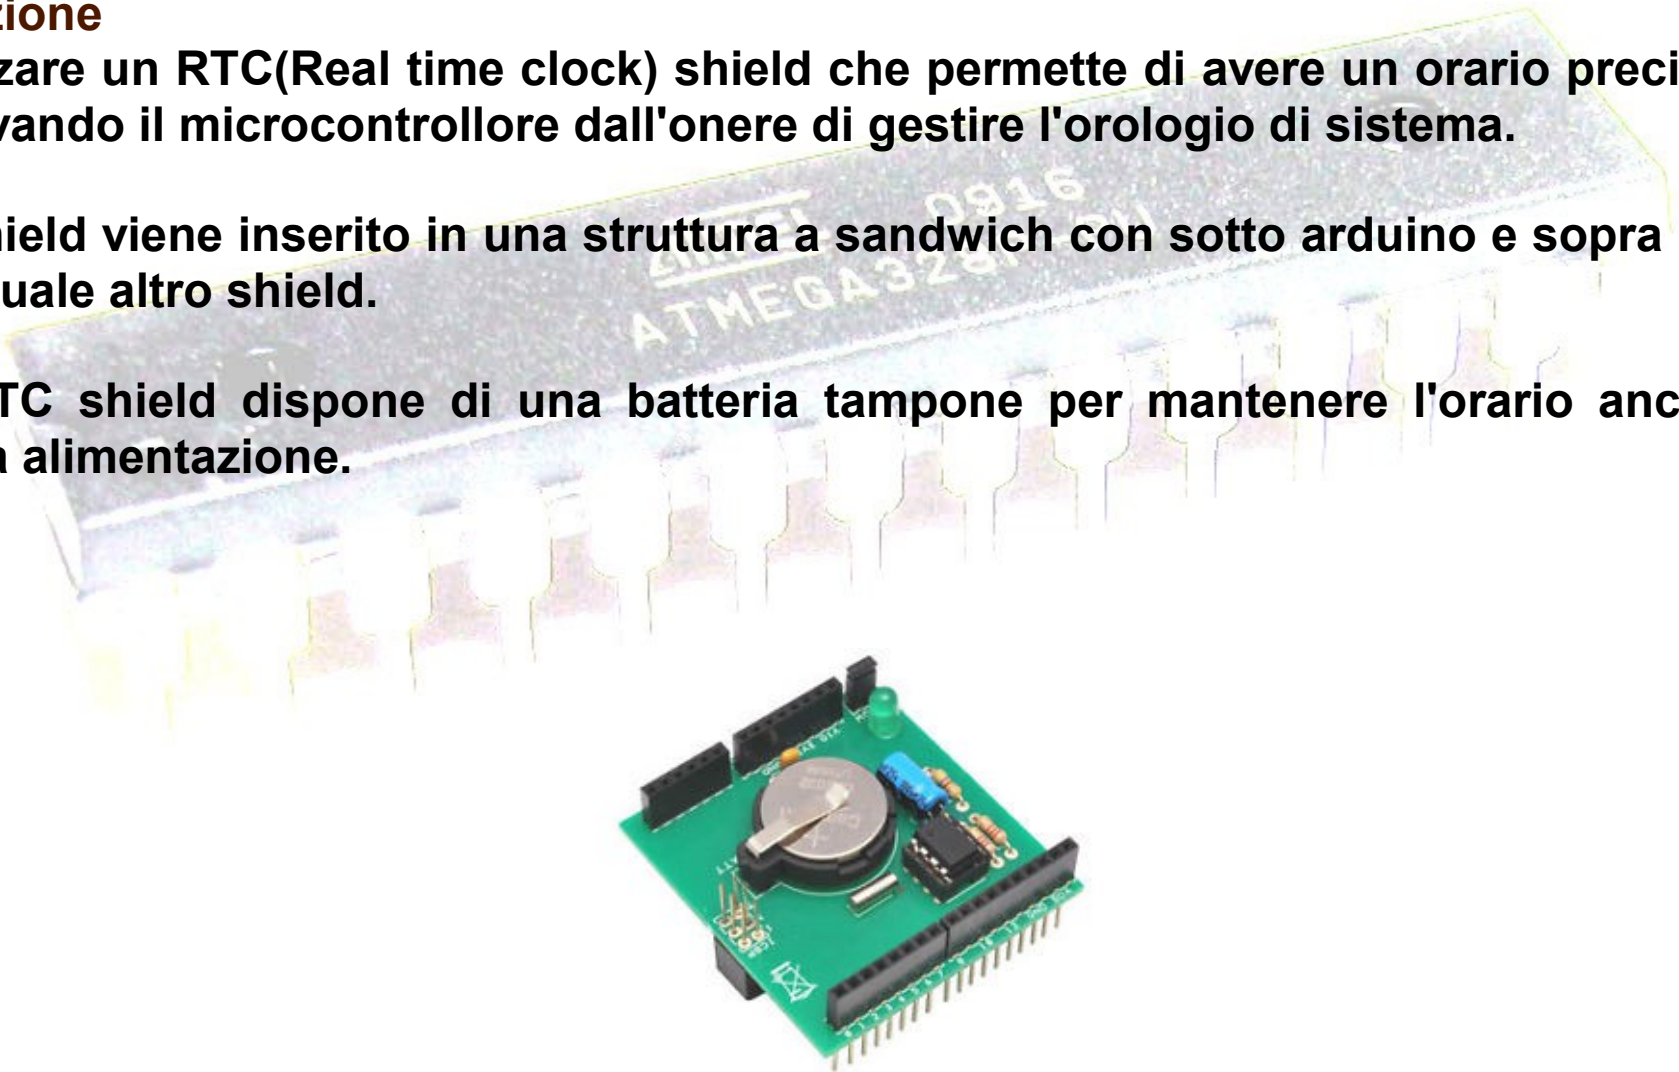 zione
zare un RTC(Real time clock) shield che permette di avere un orario preci
vando il microcontrollore dall'onere di gestire l'orologio di sistema.
ield viene inserito in una struttura a sandwich con sotto arduino e sopra
uale altro shield.
TC shield dispone di una batteria tampone per mantenere l'orario anc
a alimentazione.
0916
ATMEL
ATMEGA328P